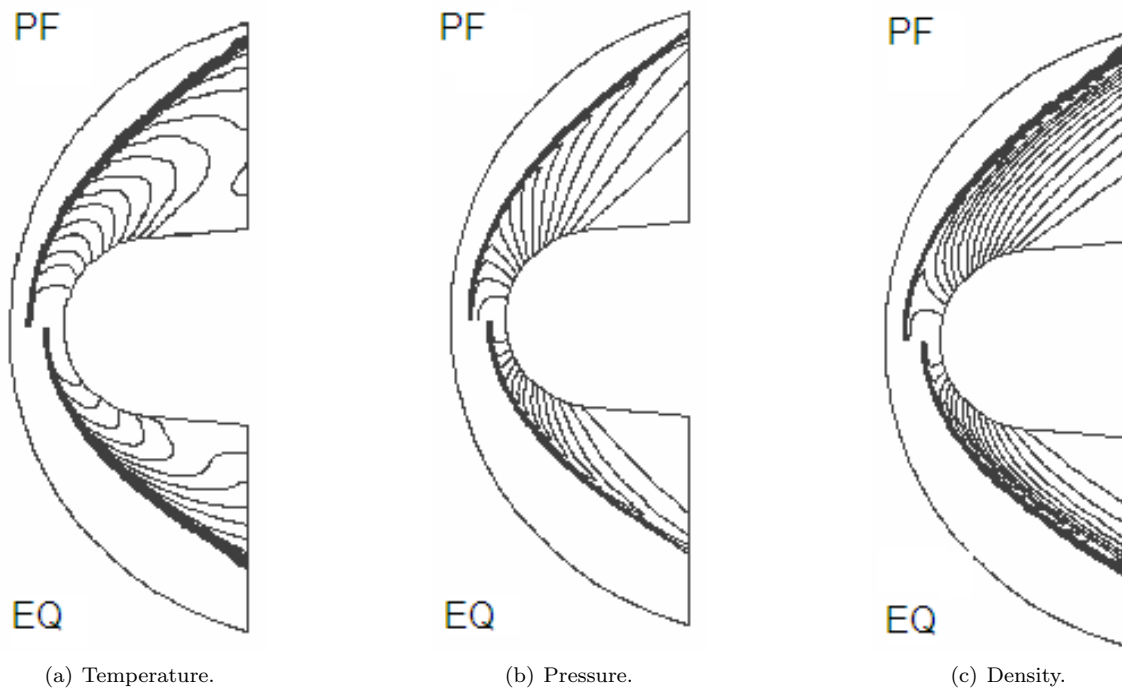 PF
PF
PF
EQ
EQ
EQ
(a) Temperature.
(b) Pressure.
(c) Density.